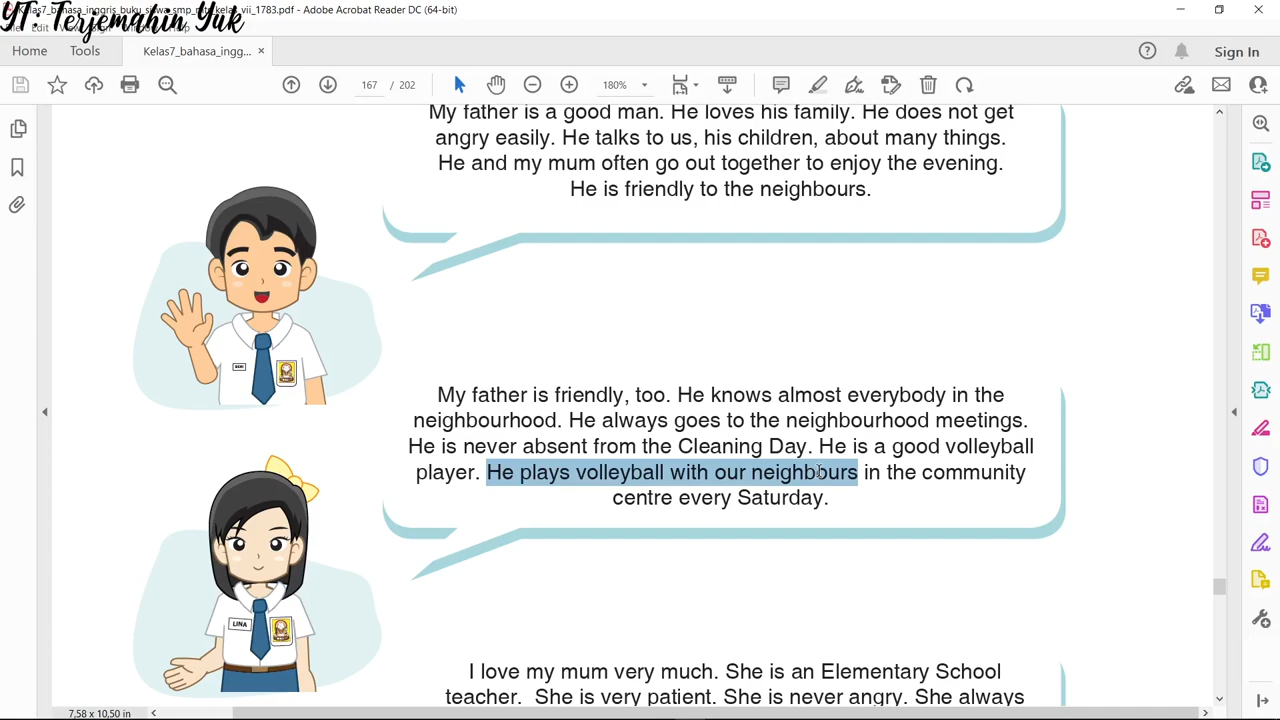 YT: Terjemahin Yuk
Kelas7_bahasa_inggris_buku_siswa_smp_mts_kelas_vii_1783.pdf - Adobe Acrobat Reader DC (64-bit)
Help
Home
Tools
Kelas7_bahasa_ingg...
Sign In
167 / 202
180%
My father is a good man. He loves his family. He does not get
angry easily. He talks to us, his children, about many things.
He and my mum often go out together to enjoy the evening.
He is friendly to the neighbours.
My father is friendly, too. He knows almost everybody in the
neighbourhood. He always goes to the neighbourhood meetings.
He is never absent from the Cleaning Day. He is a good volleyball
player. He plays volleyball with our neighbours in the community
centre every Saturday.
LINA
I love my mum very much. She is an Elementary School
teacher. She is very patient. She is never angry. She always
7,58 x 10,50 in